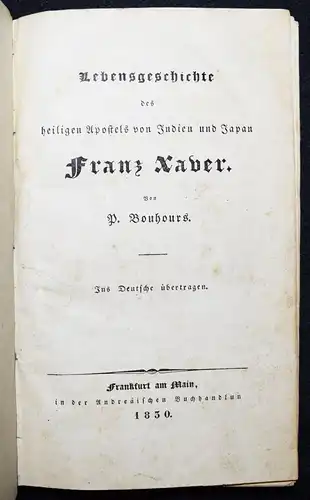 Lebensgeschichte
des
heiligen Apostels von Indien und Japan
Franz Xaver.
Von
P. Bouhours.
Ins Deutsche übertragen.
Frankfurt am Main,
in der Andreäischen Buchhandlun
1830.